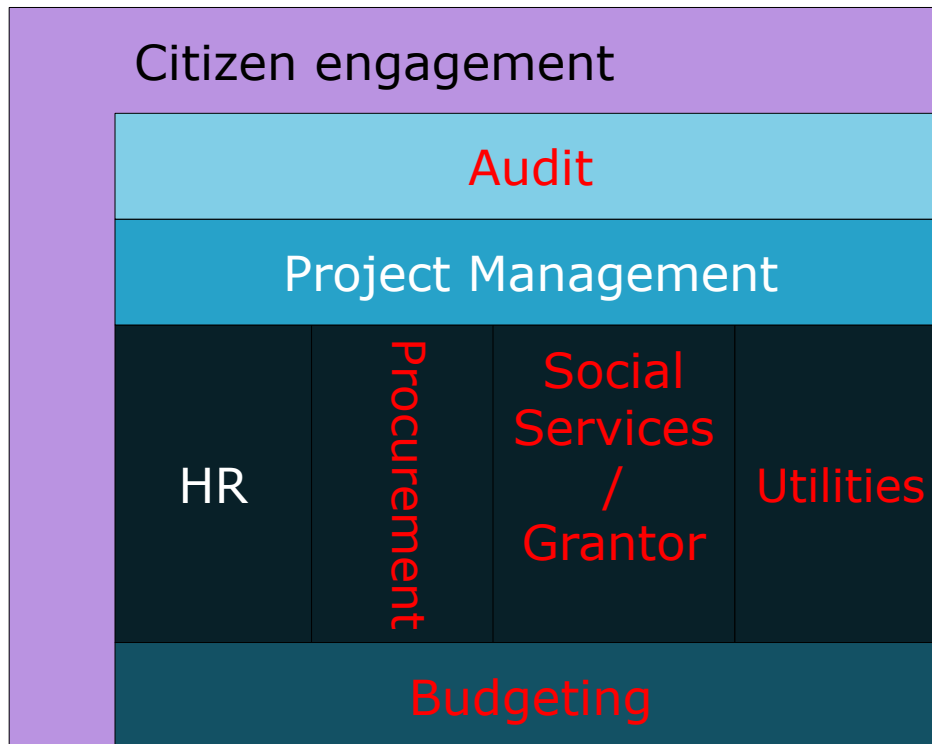 Citizen engagement
Audit
Project Management
HR
Procurement
Social
Services
/
Grantor
Utilities
Budgeting